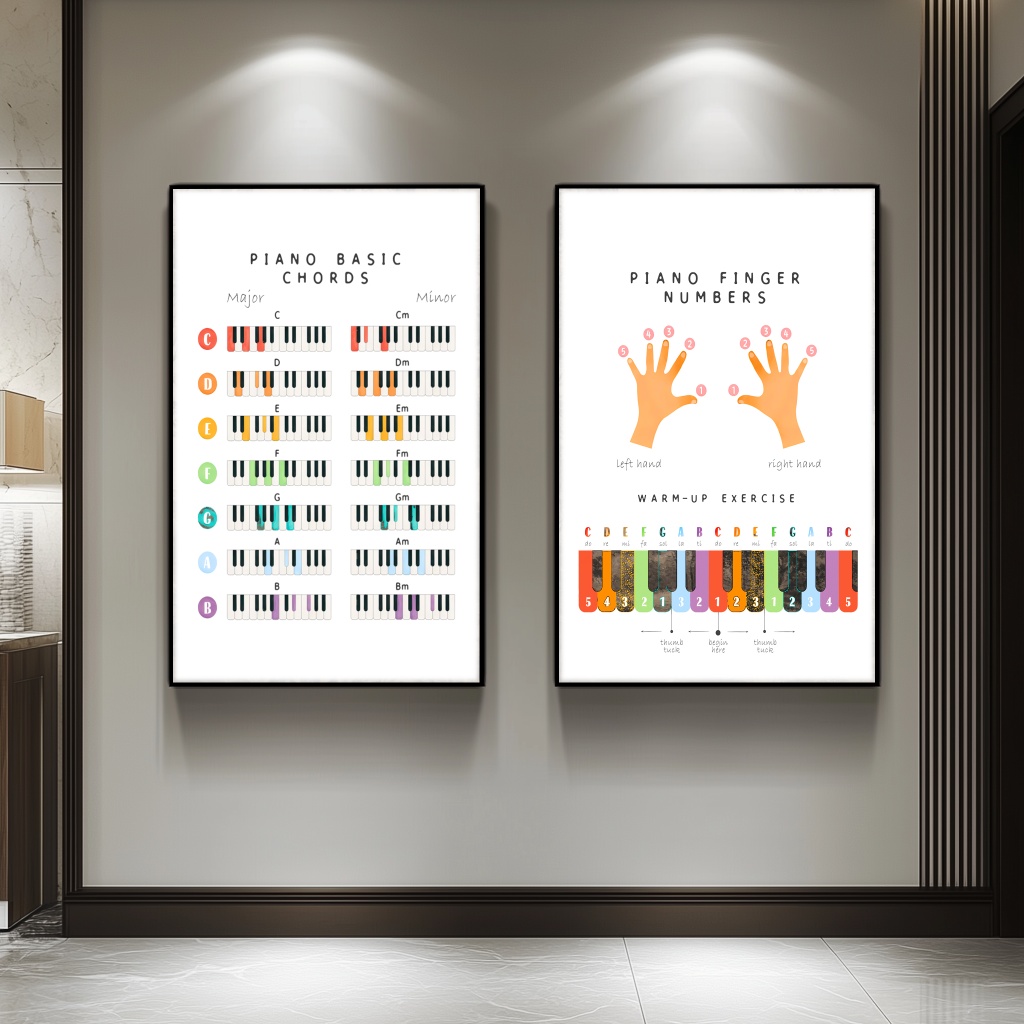 PIANO BASIC
CHORDS
Major Minor
C Cm
C
D Dm
D
E Em
E
F Fm
F
G Gm
G
A Am
A
B Bm
B
PIANO FINGER
NUMBERS
5 4 3 2 1
1 2 3 4 5
left hand right hand
WARM-UP EXERCISE
C D E F G A B C D E F G A B C
do re mi fa sol la ti do re mi fa sol la ti do
5 4 3 2 1 3 2 1 2 3 1 2 3 4 5
thumb tuck
begin here
thumb tuck